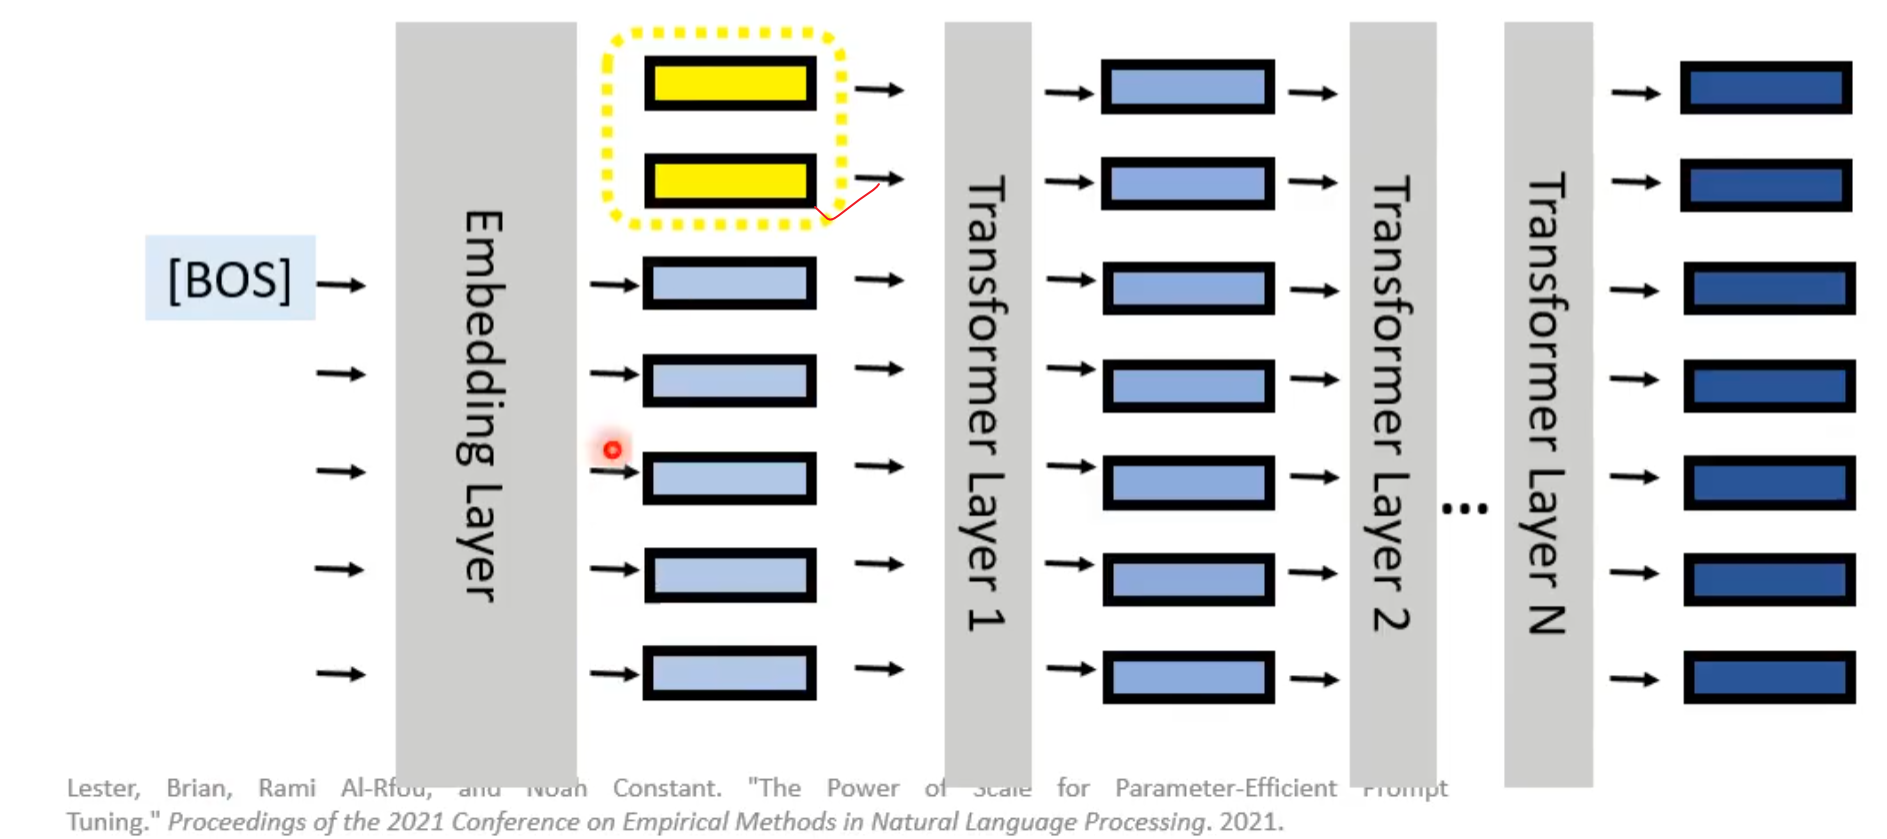 [BOS]
Embedding Layer
Transformer Layer 1
Transformer Layer 2
...
Transformer Layer N
Lester, Brian, Rami Al-Rfou, and Noah Constant. "The Power of Scale for Parameter-Efficient Prompt
Tuning." Proceedings of the 2021 Conference on Empirical Methods in Natural Language Processing. 2021.